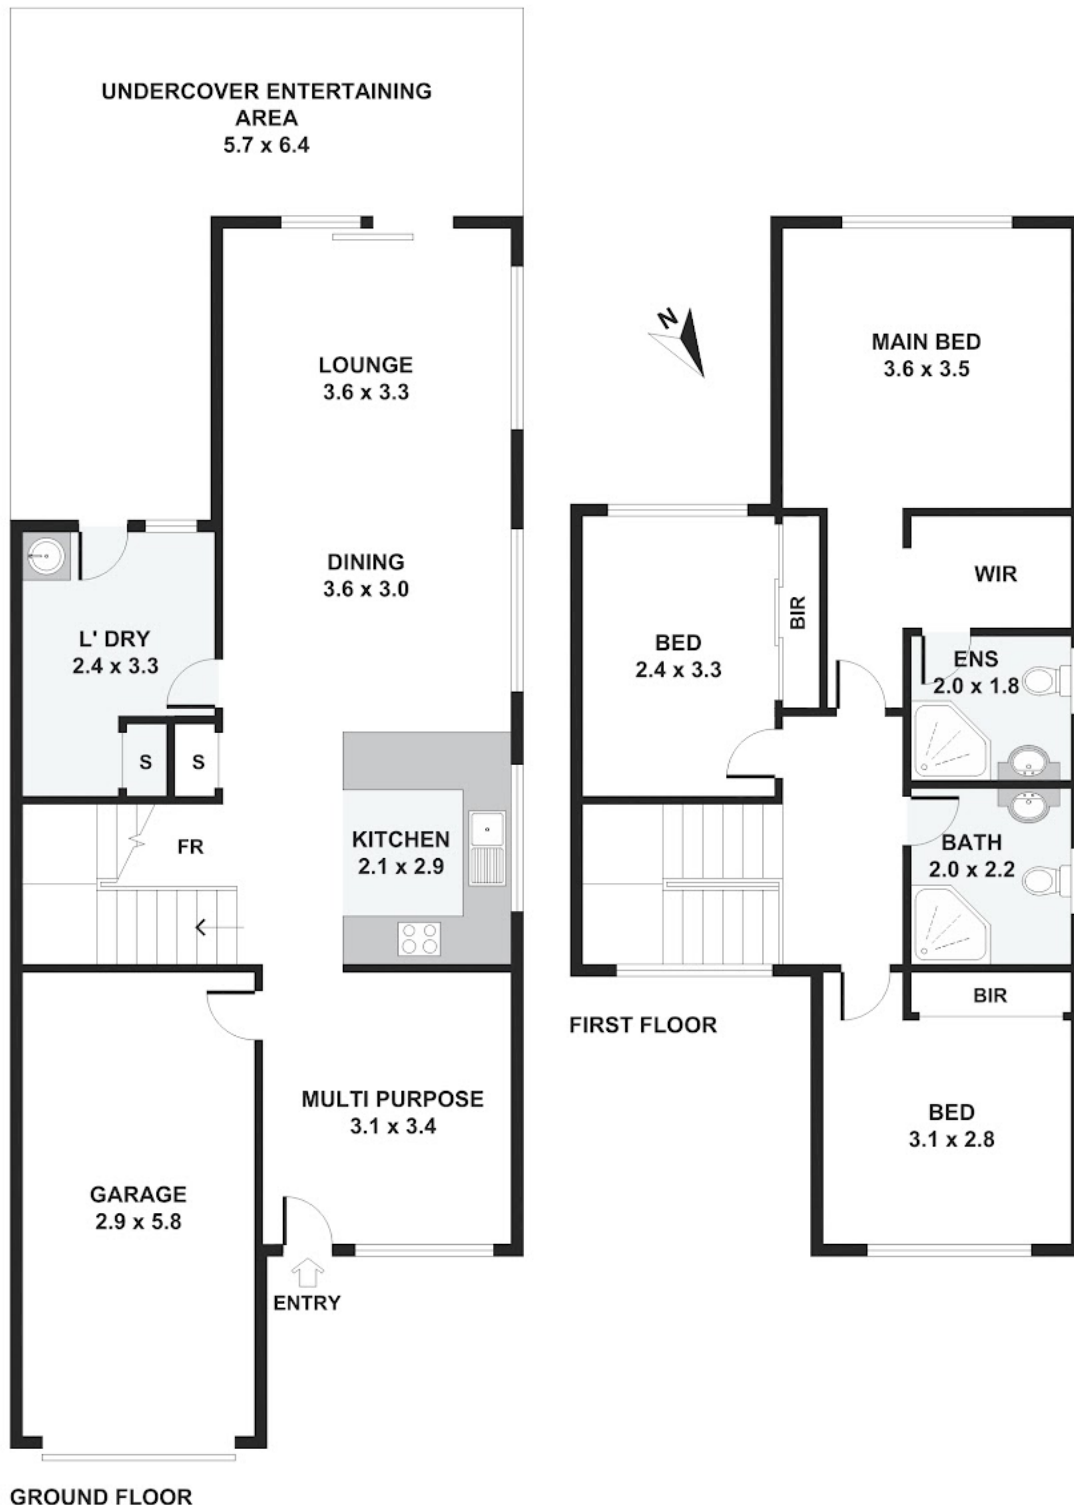 UNDERCOVER ENTERTAINING
AREA
5.7 x 6.4
LOUNGE
3.6 x 3.3
DINING
3.6 x 3.0
L' DRY
2.4 x 3.3
S
S
FR
KITCHEN
2.1 x 2.9
MULTI PURPOSE
3.1 x 3.4
GARAGE
2.9 x 5.8
ENTRY
GROUND FLOOR
N
MAIN BED
3.6 x 3.5
WIR
BED
2.4 x 3.3
BIR
ENS
2.0 x 1.8
BATH
2.0 x 2.2
BIR
FIRST FLOOR
BED
3.1 x 2.8